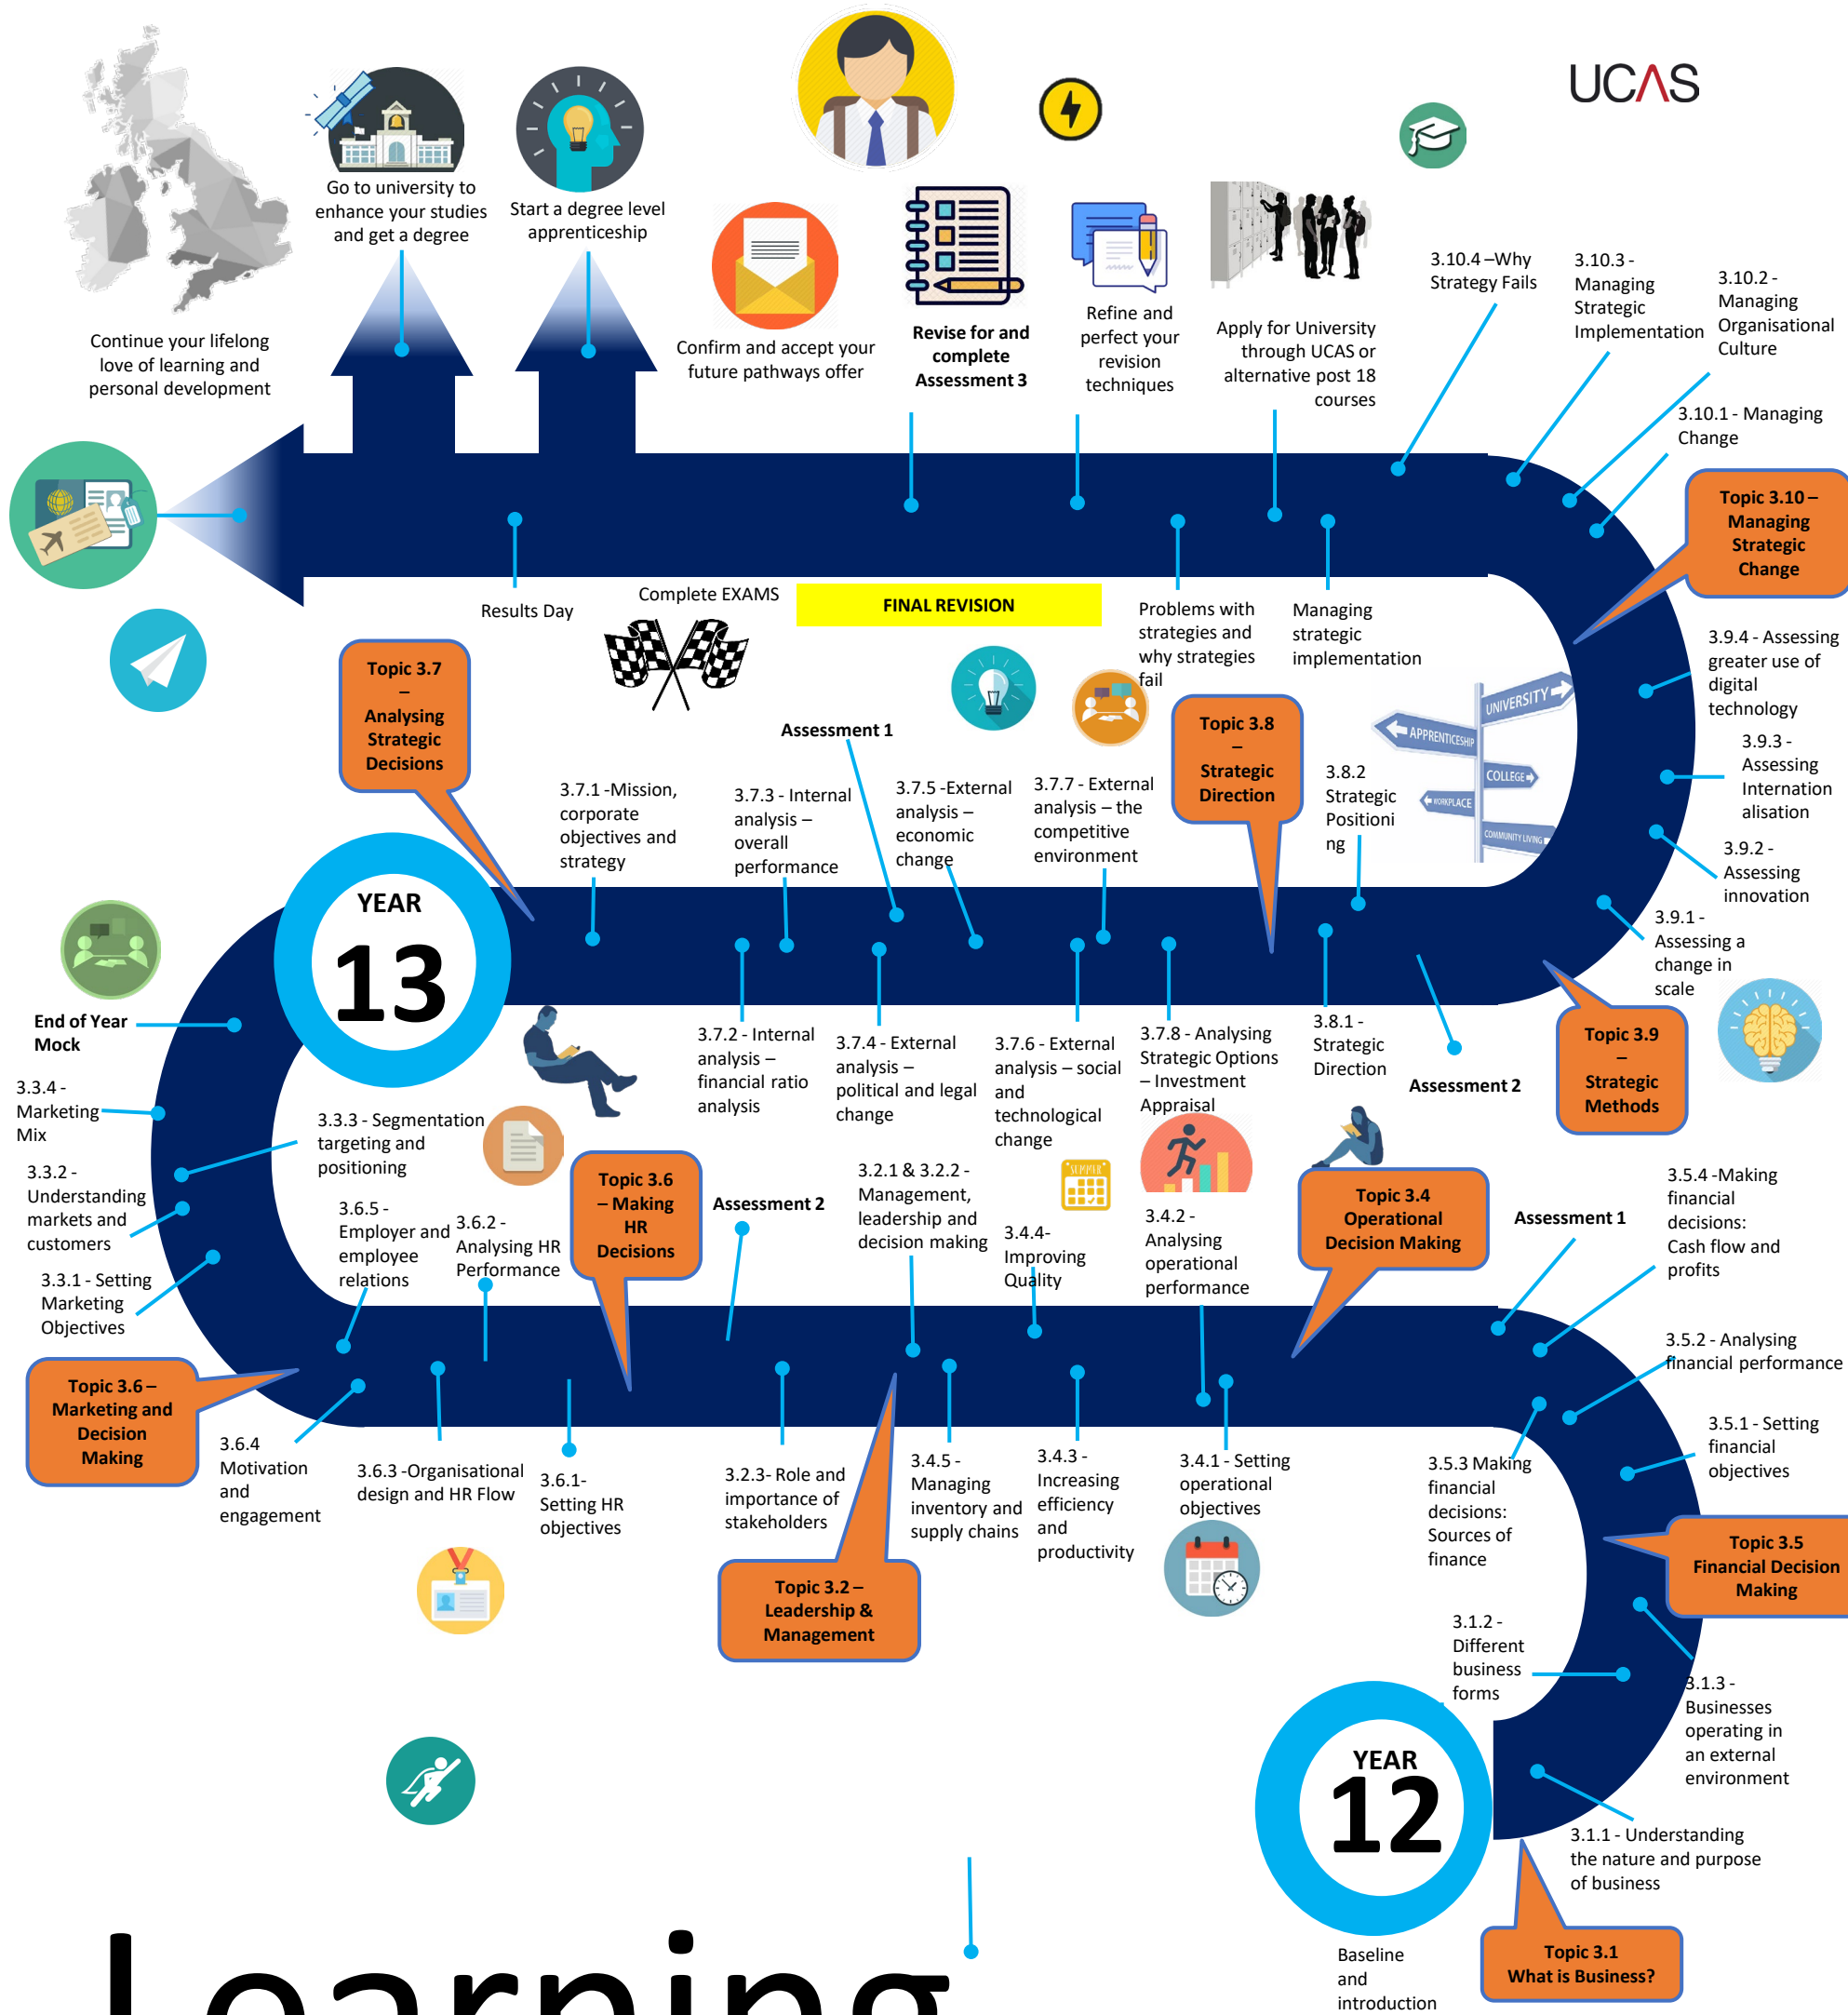 UCAS
Go to university to
enhance your studies
and get a degree
Start a degree level
apprenticeship
Continue your lifelong
love of learning and
personal development
Confirm and accept your
future pathways offer
Revise for and
complete
Assessment 3
Refine and
perfect your
revision
techniques
Apply for University
through UCAS or
alternative post 18
courses
3.10.4 –Why
Strategy Fails
3.10.3 -
Managing
Strategic
Implementation
3.10.2 -
Managing
Organisational
Culture
3.10.1 - Managing
Change
Topic 3.10 –
Managing
Strategic
Change
Results Day
Complete EXAMS
FINAL REVISION
Problems with
strategies and
why strategies
fail
Managing
strategic
implementation
3.9.4 - Assessing
greater use of
digital
technology
UNIVERSITY
APPRENTICESHIP
COLLEGE
WORKPLACE
COMMUNITY LIVING
3.9.3 -
Assessing
Internation
alisation
3.9.2 -
Assessing
innovation
3.9.1 -
Assessing a
change in
scale
Topic 3.7
–
Analysing
Strategic
Decisions
Assessment 1
3.7.1 -Mission,
corporate
objectives and
strategy
3.7.3 - Internal
analysis –
overall
performance
3.7.5 -External
analysis –
economic
change
3.7.7 - External
analysis – the
competitive
environment
Topic 3.8
–
Strategic
Direction
3.8.2
Strategic
Positioni
ng
YEAR
13
End of Year
Mock
3.7.2 - Internal
analysis –
financial ratio
analysis
3.7.4 - External
analysis –
political and legal
change
3.7.6 - External
analysis – social
and
technological
change
3.7.8 - Analysing
Strategic Options
– Investment
Appraisal
3.8.1 -
Strategic
Direction
Assessment 2
Topic 3.9
–
Strategic
Methods
3.3.4 -
Marketing
Mix
3.3.3 - Segmentation
targeting and
positioning
3.3.2 -
Understanding
markets and
customers
3.3.1 - Setting
Marketing
Objectives
3.6.5 -
Employer and
employee
relations
3.6.2 -
Analysing HR
Performance
Topic 3.6
– Making
HR
Decisions
Assessment 2
3.2.1 & 3.2.2 -
Management,
leadership and
decision making
SUMMER
3.4.4-
Improving
Quality
3.4.2 -
Analysing
operational
performance
Topic 3.4
Operational
Decision Making
Assessment 1
3.5.4 -Making
financial
decisions:
Cash flow and
profits
3.5.2 - Analysing
financial performance
3.5.1 - Setting
financial
objectives
Topic 3.6 –
Marketing and
Decision
Making
3.6.4
Motivation
and
engagement
3.6.3 -Organisational
design and HR Flow
3.6.1-
Setting HR
objectives
3.2.3- Role and
importance of
stakeholders
3.4.5 -
Managing
inventory and
supply chains
3.4.3 -
Increasing
efficiency
and
productivity
3.4.1 - Setting
operational
objectives
3.5.3 Making
financial
decisions:
Sources of
finance
Topic 3.5
Financial Decision
Making
Topic 3.2 –
Leadership &
Management
3.1.2 -
Different
business
forms
3.1.3 -
Businesses
operating in
an external
environment
YEAR
12
3.1.1 - Understanding
the nature and purpose
of business
Topic 3.1
What is Business?
Baseline
and
introduction
Learning